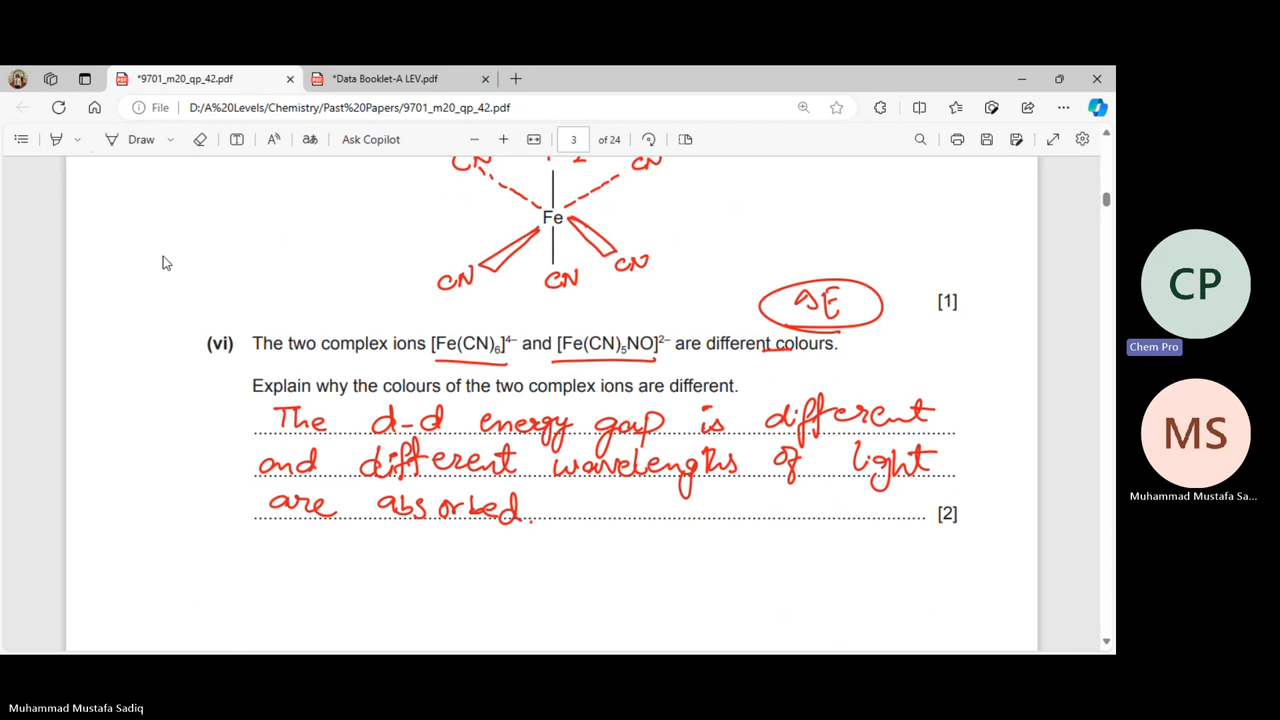 *9701_m20_qp_42.pdf
*Data Booklet-A LEV.pdf
File D:/A%20Levels/Chemistry/Past%20Papers/9701_m20_qp_42.pdf
Draw
aあ
Ask Copilot
3 of 24
CN CN
Fe
CN CN CN
[1]
(vi) The two complex ions [Fe(CN)₆]⁴⁻ and [Fe(CN)₅NO]²⁻ are different colours.
Explain why the colours of the two complex ions are different.
The d-d energy gap is different
and different wavelengths of light
are absorbed.
[2]
CP
Chem Pro
MS
Muhammad Mustafa Sa...
Muhammad Mustafa Sadiq